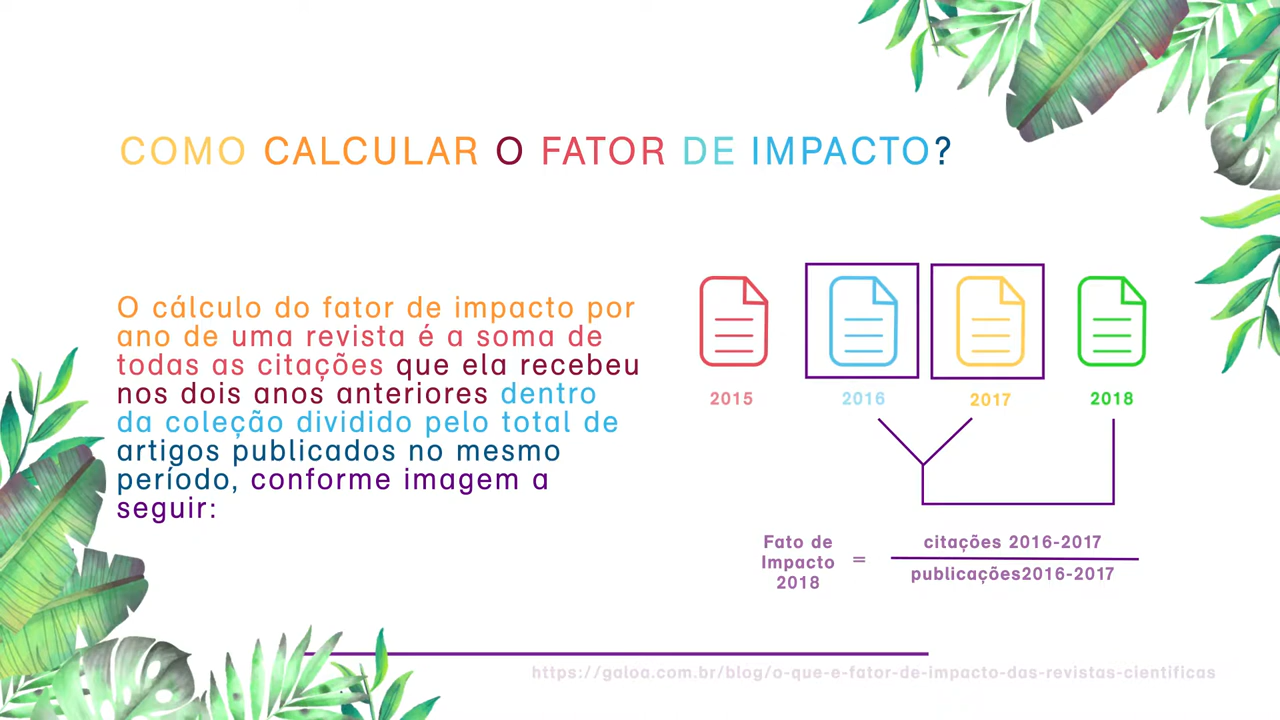 COMO CALCULAR O FATOR DE IMPACTO?
O cálculo do fator de impacto por
ano de uma revista é a soma de
todas as citações que ela recebeu
nos dois anos anteriores dentro
da coleção dividido pelo total de
artigos publicados no mesmo
período, conforme imagem a
seguir:
2015
2016
2017
2018
Fato de
Impacto
2018
=
citações 2016-2017
publicações2016-2017
https://galoa.com.br/blog/o-que-e-fator-de-impacto-das-revistas-cientificas